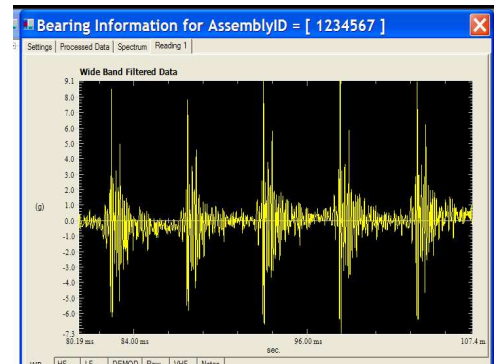 Bearing Information for AssemblyID = [ 1234567 ]
Settings Processed Data Spectrum Reading 1
Wide Band Filtered Data
9.1
8.0
7.0
6.0
5.0
4.0
3.0
2.0
1.0
(g)
0.0
-1.0
-2.0
-3.0
-4.0
-5.0
-6.0
-7.3
80.19 ms 84.00 ms 96.00 ms 107.4 m
sec.
HF LF DEMOD Raw VHF Notes